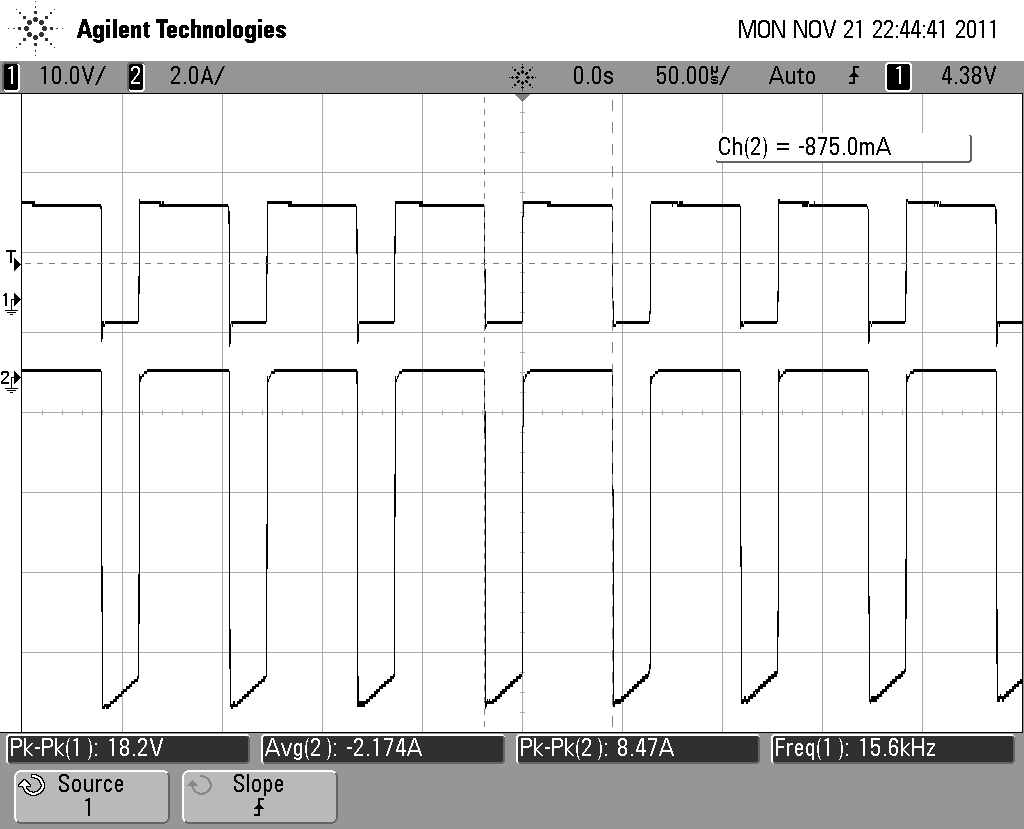 Agilent Technologies MON NOV 21 22:44:41 2011
1 10.0V/ 2 2.0A/ 0.0s 50.00µs/ Auto 1 4.38V
Ch(2) = -875.0mA
T
1
2
Pk-Pk(1): 18.2V Avg(2): -2.174A Pk-Pk(2): 8.47A Freq(1): 15.6kHz
Source Slope
1